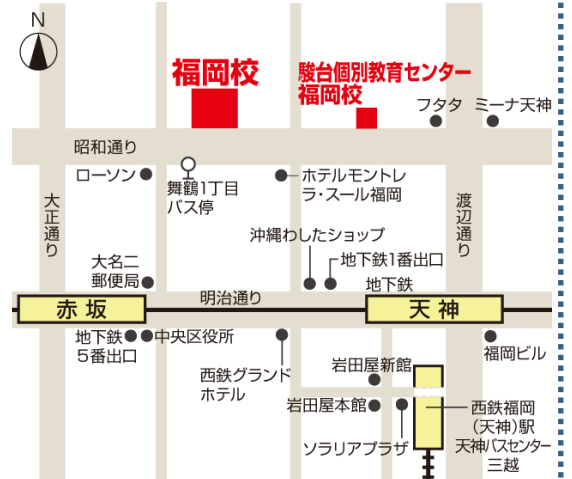 N
福岡校
駿台個別教育センター
福岡校
フタタ
ミーナ天神
昭和通り
ローソン
舞鶴1丁目
バス停
ホテルモントレ
ラ・スール福岡
大正通り
渡辺通り
沖縄わしたショップ
地下鉄1番出口
大名二
郵便局
明治通り
地下鉄
赤坂
天神
地下鉄
5番出口
中央区役所
西鉄グランド
ホテル
福岡ビル
岩田屋新館
岩田屋本館
ソラリアプラザ
西鉄福岡
(天神)駅
天神バスセンター
三越